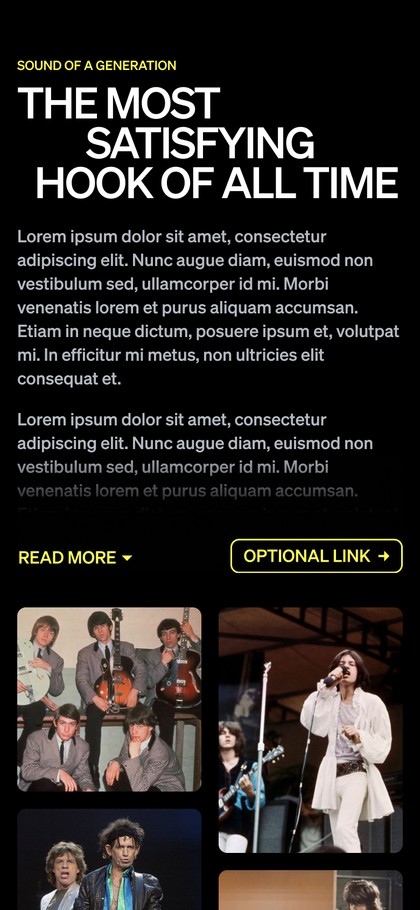 SOUND OF A GENERATION
THE MOST
SATISFYING
HOOK OF ALL TIME
Lorem ipsum dolor sit amet, consectetur
adipiscing elit. Nunc augue diam, euismod non
vestibulum sed, ullamcorper id mi. Morbi
venenatis lorem et purus aliquam accumsan.
Etiam in neque dictum, posuere ipsum et, volutpat
mi. In efficitur mi metus, non ultricies elit
consequat et.
Lorem ipsum dolor sit amet, consectetur
adipiscing elit. Nunc augue diam, euismod non
vestibulum sed, ullamcorper id mi. Morbi
venenatis lorem et purus aliquam accumsan.
READ MORE
OPTIONAL LINK